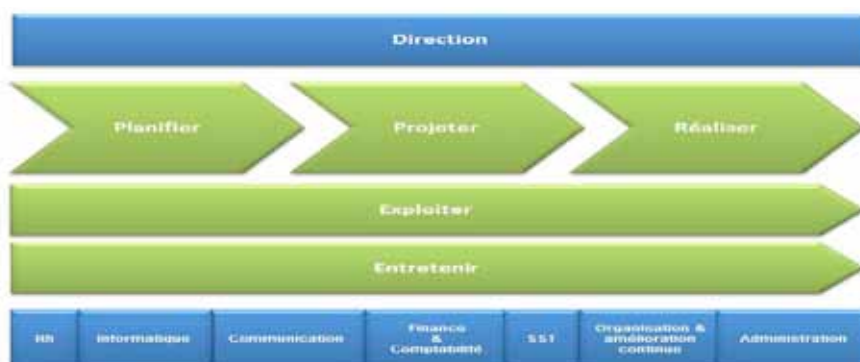 Direction
Planifier
Projeter
Réaliser
Exploiter
Entretenir
Rh
Informatique
Communication
Finance
&
Comptabilité
SST
Organisation &
amélioration
continue
Administration